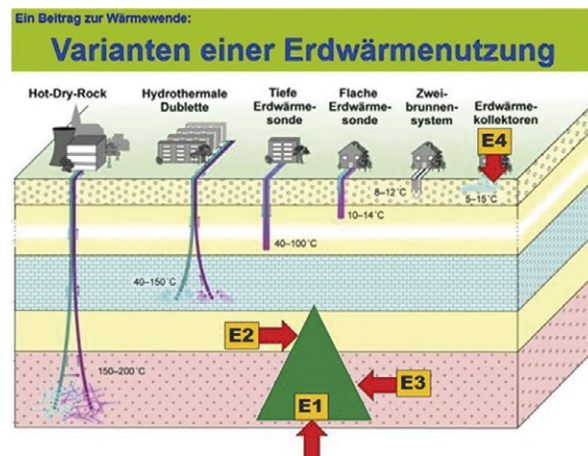 Ein Beitrag zur Wärmewende:
Varianten einer Erdwärmenutzung
Hot-Dry-Rock
Hydrothermale
Dublette
Tiefe
Erdwärme-
sonde
Flache
Erdwärme-
sonde
Zwei-
brunnen-
system
Erdwärme-
kollektoren
E4
8–12°C
5–15°C
10–14°C
40–100°C
40–150°C
E2
150–200°C
E3
E1